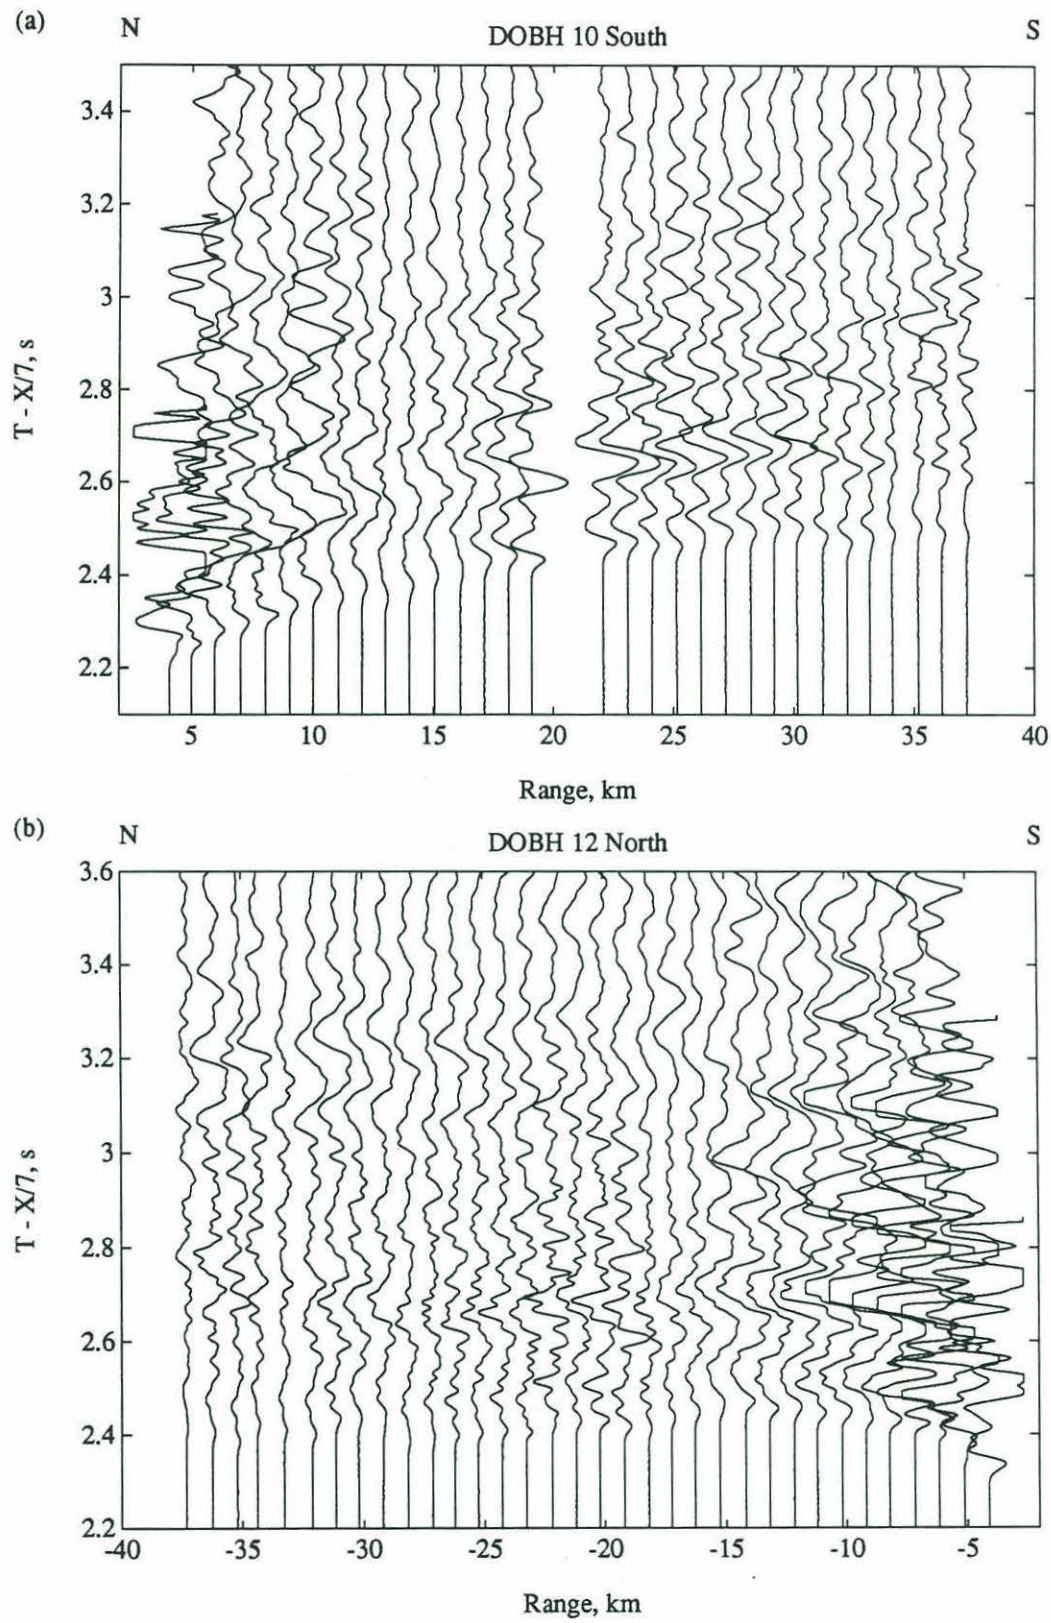 (a)
N DOBH 10 South S
3.4
3.2
3
2.8
2.6
2.4
2.2
T - X/7, s
5 10 15 20 25 30 35 40
Range, km
(b)
N DOBH 12 North S
3.6
3.4
3.2
3
2.8
2.6
2.4
2.2
T - X/7, s
-40 -35 -30 -25 -20 -15 -10 -5
Range, km